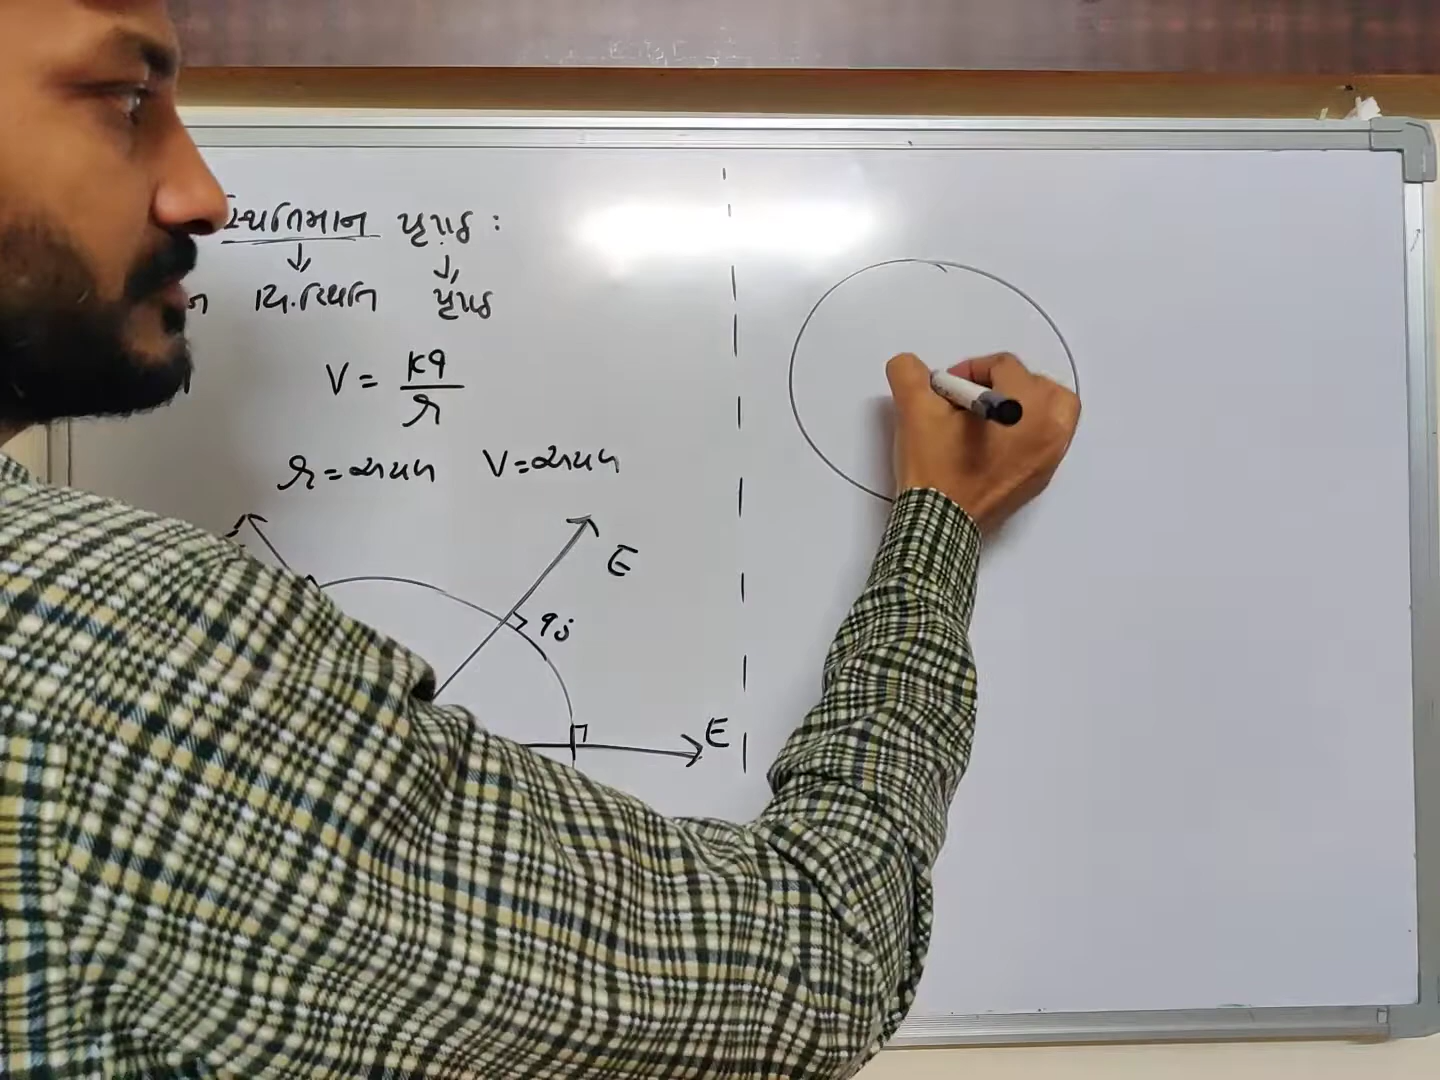 સ્થિતિમાન પૃષ્ઠ :
વિ.સ્થિતિ પૃષ્ઠ
V = kq / r
r = અચળ V = અચળ
E
90
E